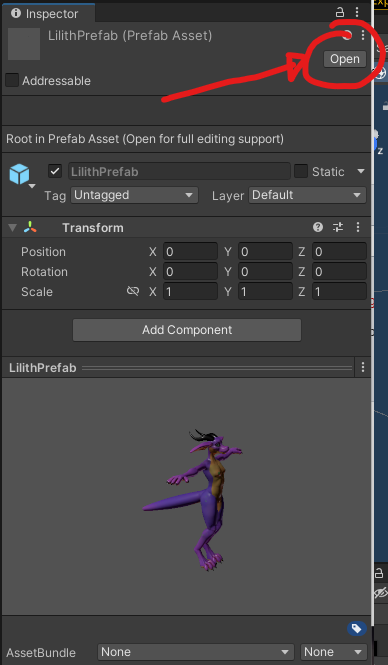 Inspector
LilithPrefab (Prefab Asset)
Open
Addressable
Root in Prefab Asset (Open for full editing support)
LilithPrefab Static
Tag Untagged Layer Default
Transform
Position X 0 Y 0 Z 0
Rotation X 0 Y 0 Z 0
Scale X 1 Y 1 Z 1
Add Component
LilithPrefab
AssetBundle None None
z